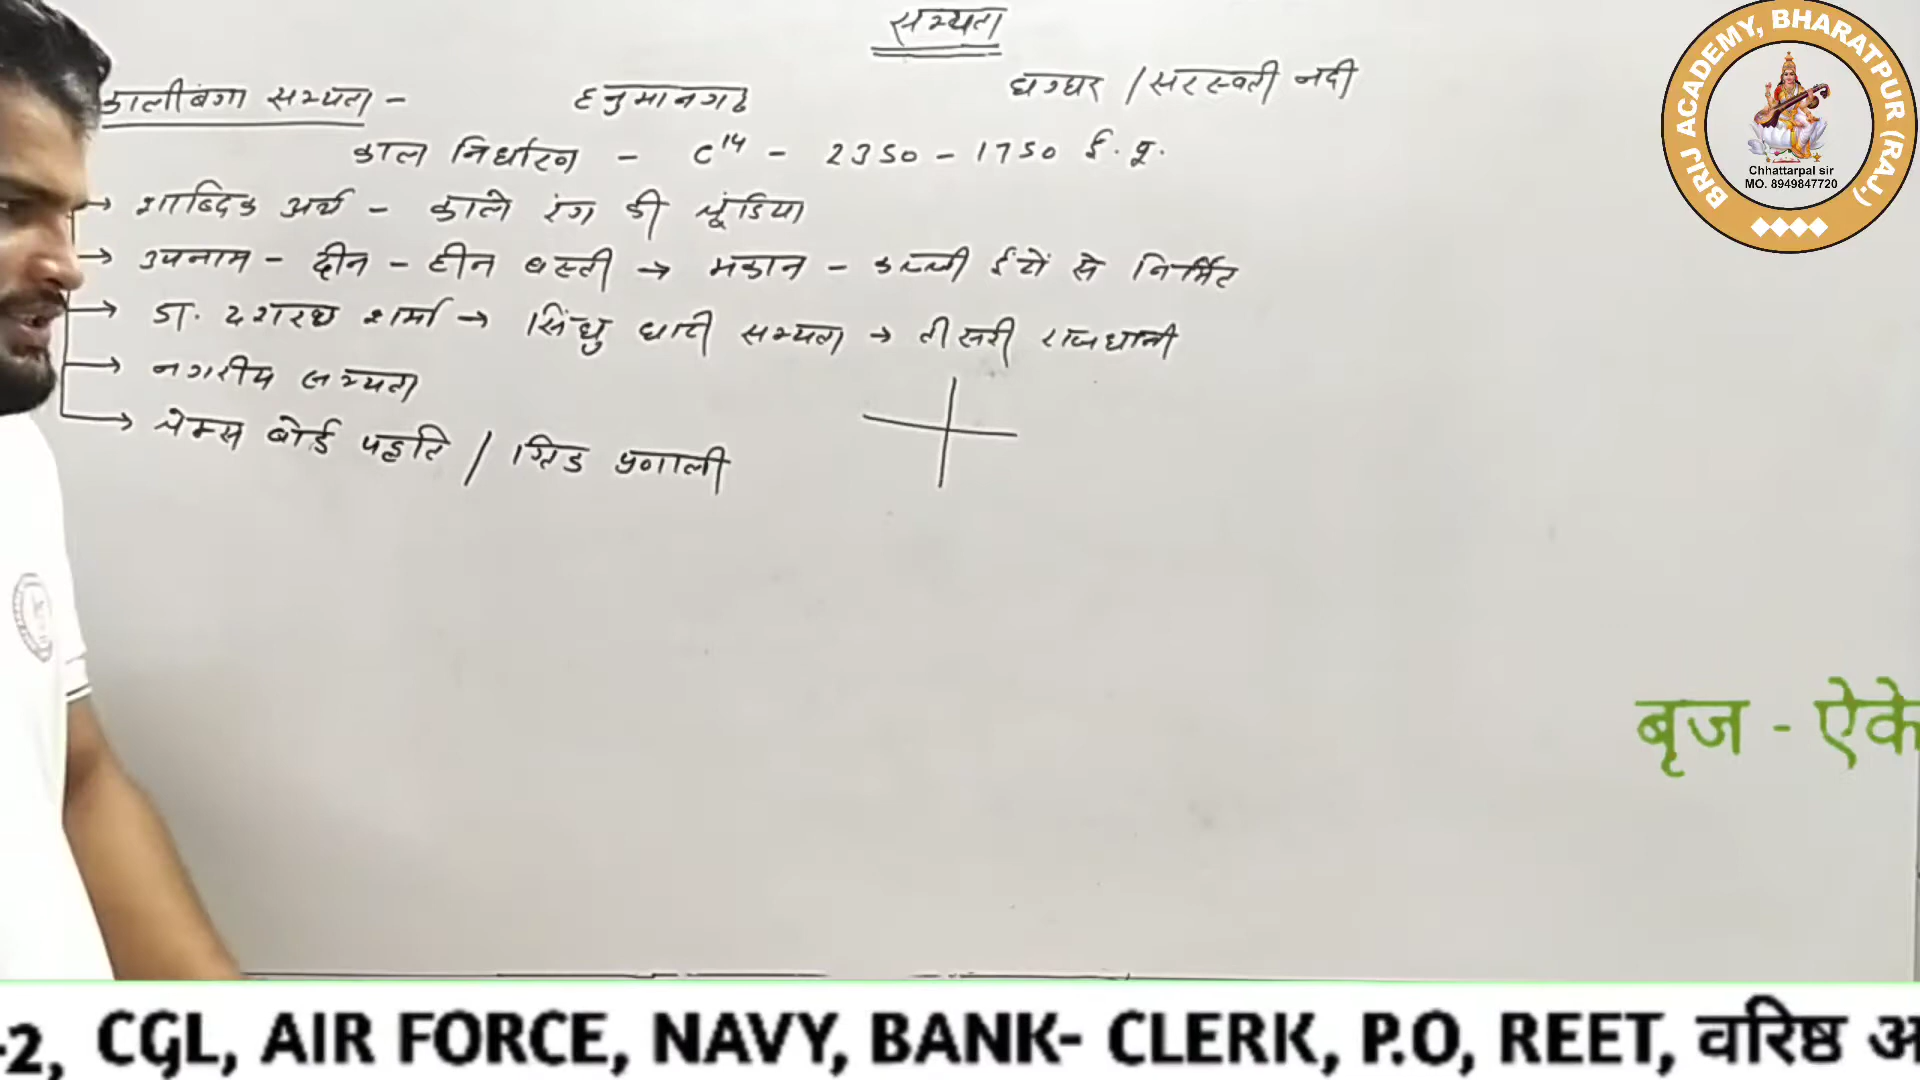 सभ्यता
कालीबंगा सभ्यता - हनुमानगढ घग्घर / सरस्वती नदी
काल निर्धारण - C14 - 2350 - 1750 ई. पू.
→ शाब्दिक अर्थ - काले रंग की चूंडिया
→ उपनाम - दीन - हीन बस्ती → मकान - कच्ची ईटों से निर्मित
→ डा. दशरथ शर्मा → सिंधु घाटी सभ्यता → तीसरी राजधानी
→ नगरीय सभ्यता
→ चेम्स बोर्ड पद्दति / ग्रिड प्रणाली
BRIJ ACADEMY, BHARATPUR (RAJ.)
Chhattarpal sir
MO. 8949847720
बृज - ऐके
-2, CGL, AIR FORCE, NAVY, BANK- CLERK, P.O, REET, वरिष्ठ अ